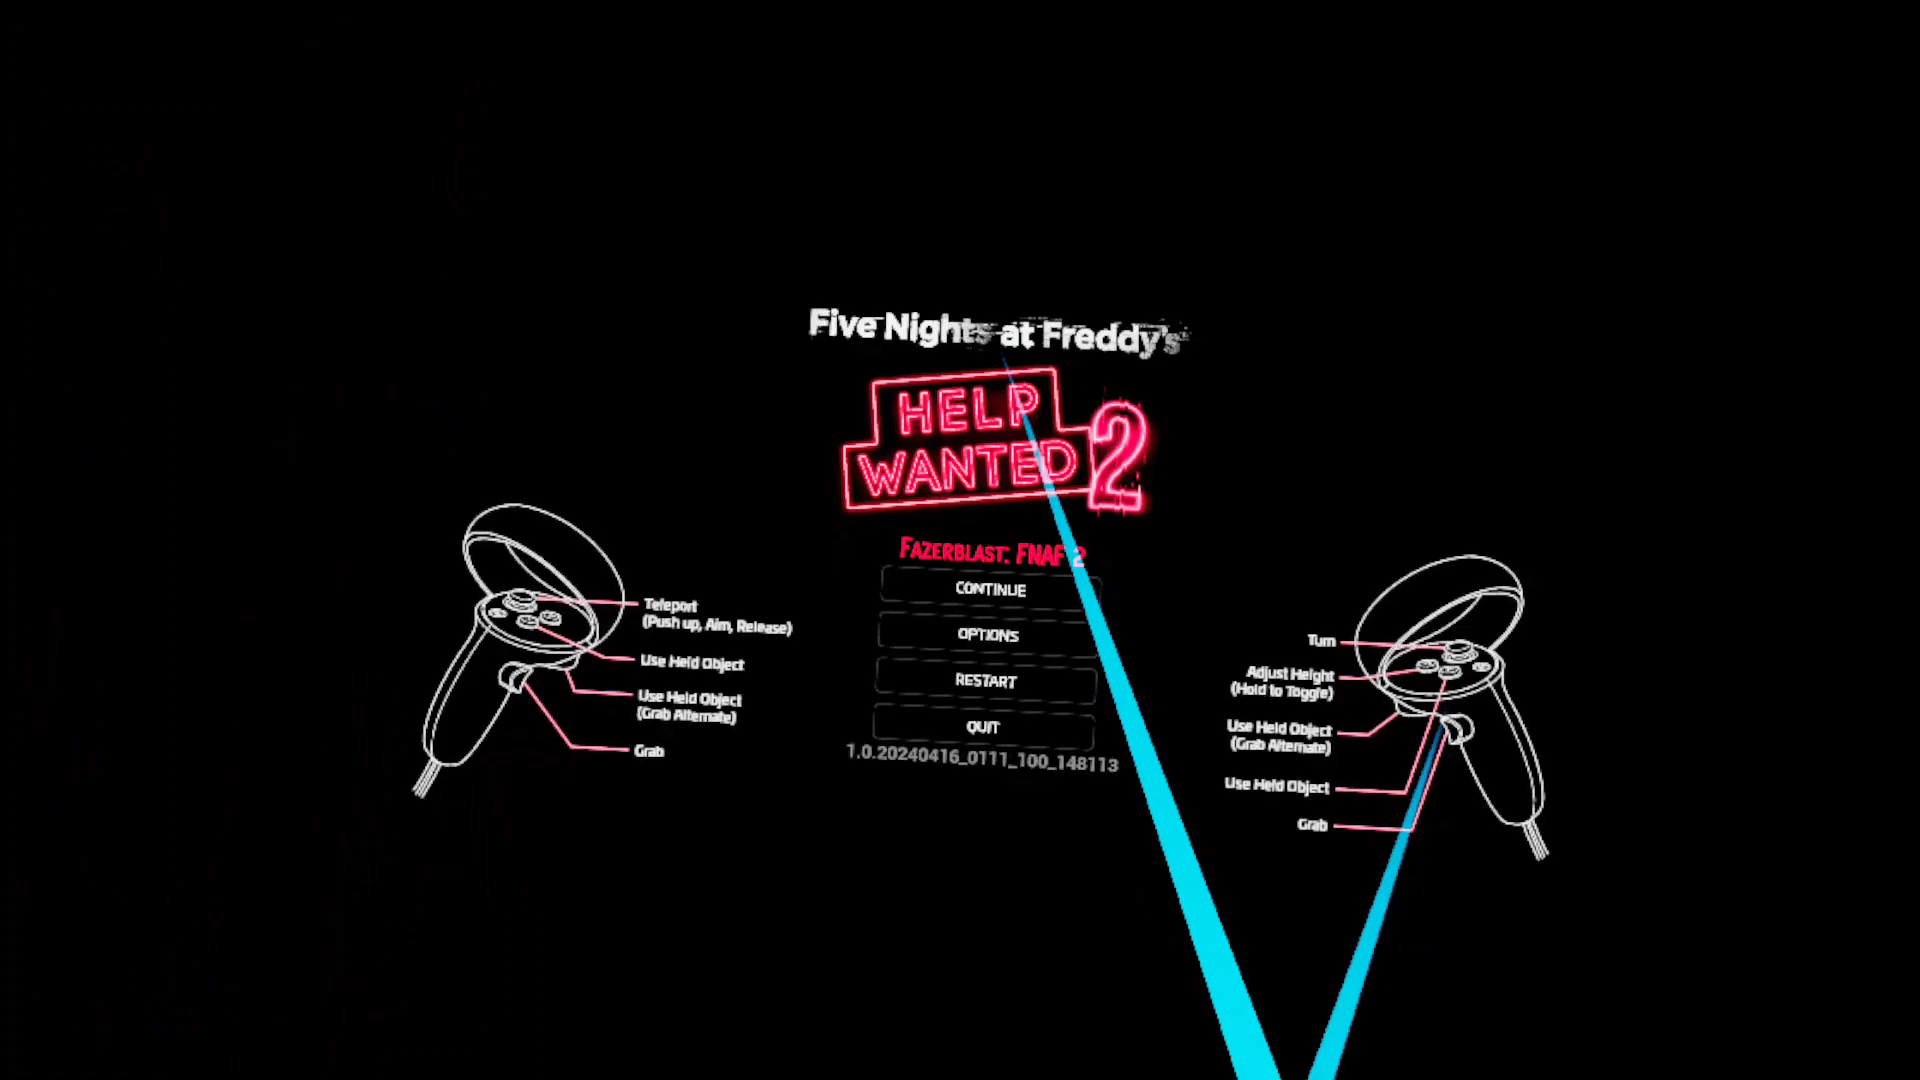 Five Nights at Freddy's
HELP
WANTED 2
FAZERBLAST: FNAF 2
CONTINUE
OPTIONS
RESTART
QUIT
1.0.20240416_0111_100_148113
Teleport
(Push up, Aim, Release)
Use Held Object
Use Held Object
(Grab Alternate)
Grab
Turn
Adjust Height
(Hold to Toggle)
Use Held Object
(Grab Alternate)
Use Held Object
Grab